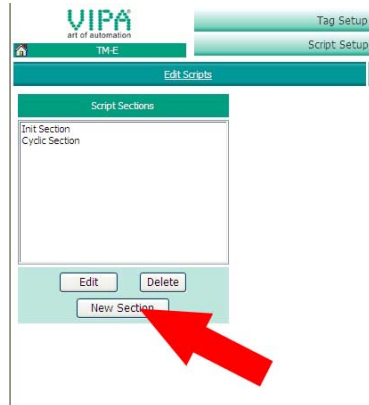 VIPA
art of automation
TM-E
Tag Setup
Script Setup
Edit Scripts
Script Sections
Init Section
Cyclic Section
Edit
Delete
New Section